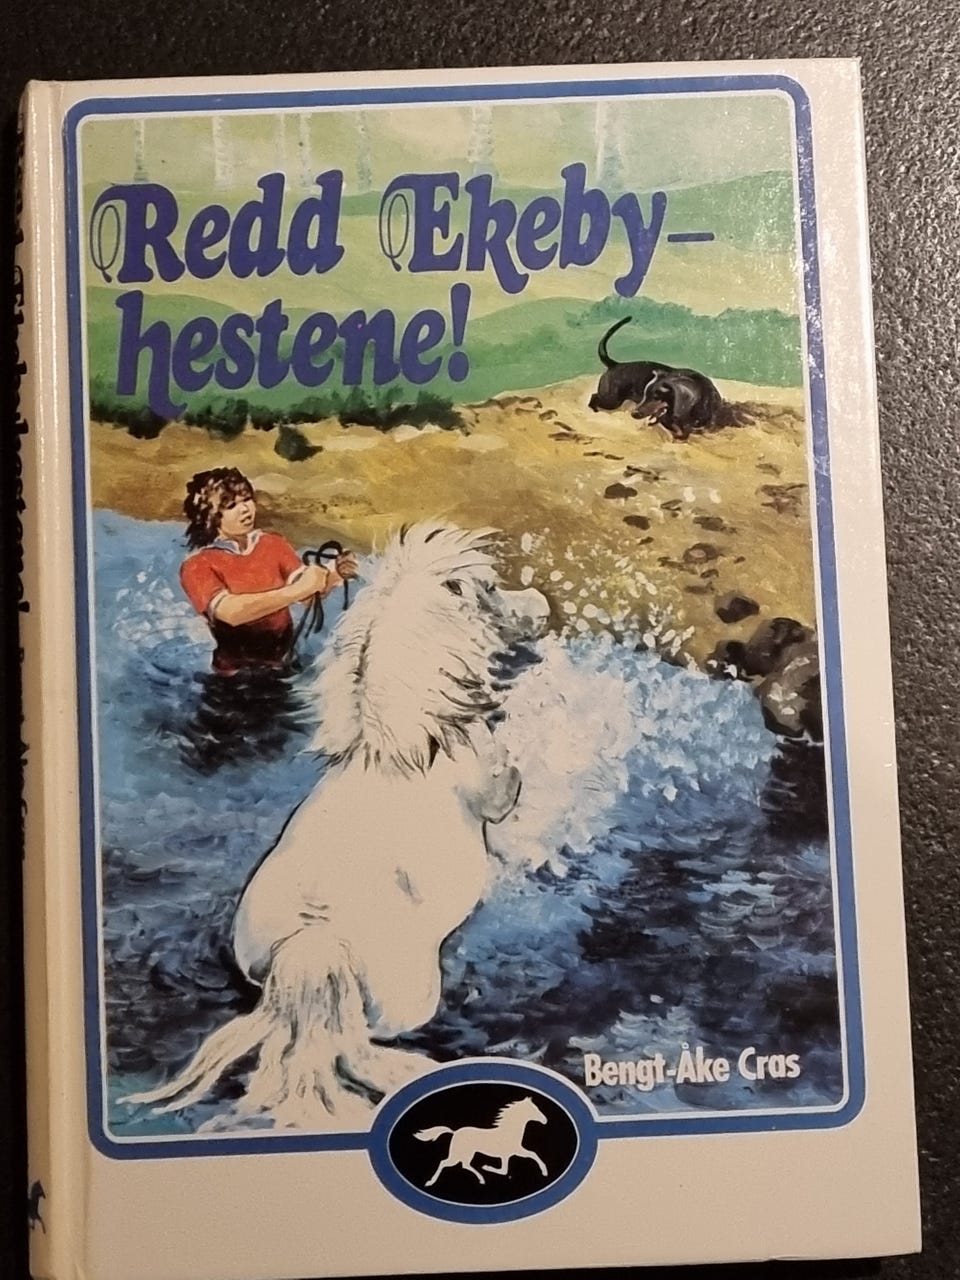 Redd Ekeby-
hestene!
Bengt-Åke Cras